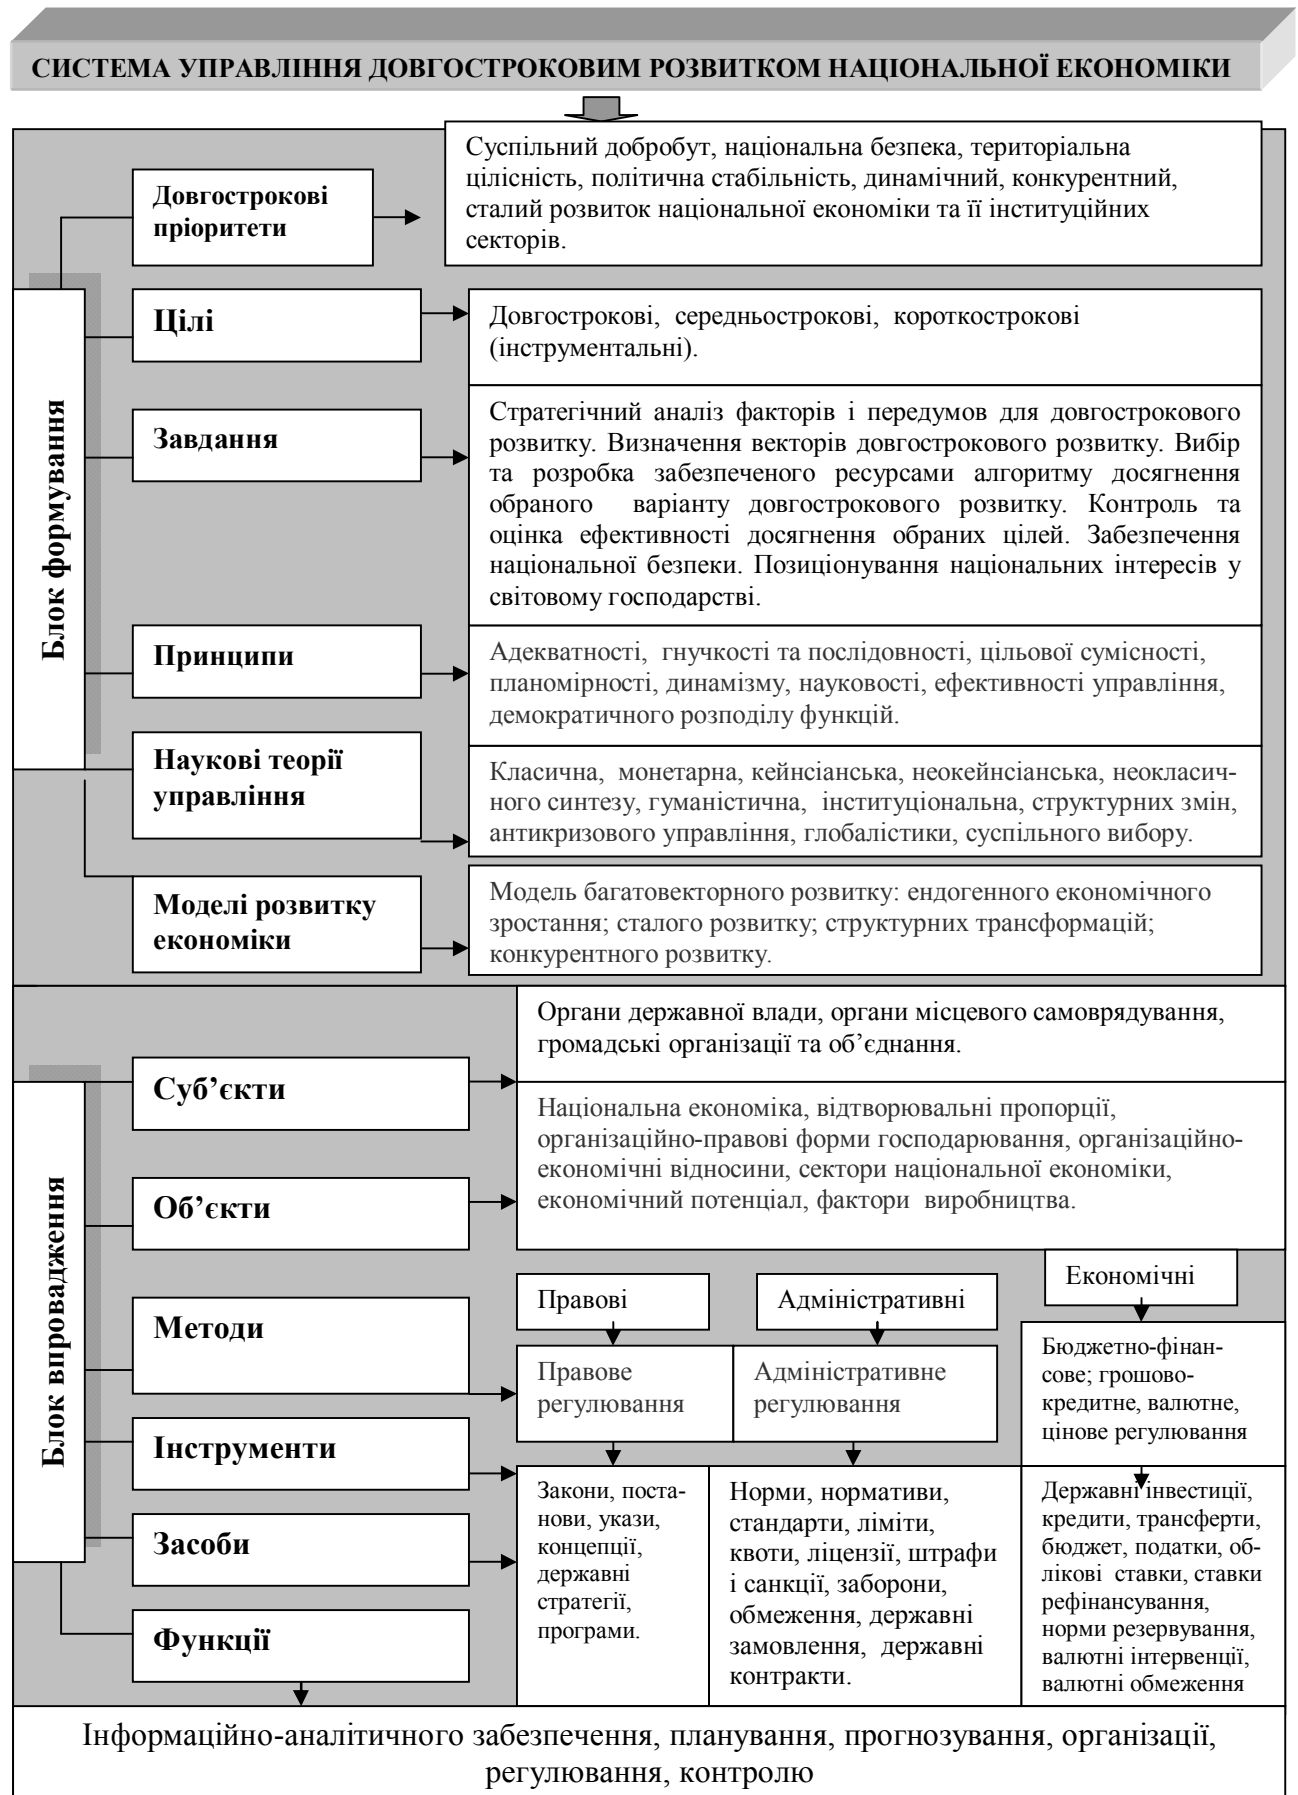 СИСТЕМА УПРАВЛІННЯ ДОВГОСТРОКОВИМ РОЗВИТКОМ НАЦІОНАЛЬНОЇ ЕКОНОМІКИ
Блок формування
Довгострокові
пріоритети
Суспільний добробут, національна безпека, територіальна
цілісність, політична стабільність, динамічний, конкурентний,
сталий розвиток національної економіки та її інституційних
секторів.
Цілі
Довгострокові, середньострокові, короткострокові
(інструментальні).
Завдання
Стратегічний аналіз факторів і передумов для довгострокового
розвитку. Визначення векторів довгострокового розвитку. Вибір
та розробка забезпеченого ресурсами алгоритму досягнення
обраного варіанту довгострокового розвитку. Контроль та
оцінка ефективності досягнення обраних цілей. Забезпечення
національної безпеки. Позиціонування національних інтересів у
світовому господарстві.
Принципи
Адекватності, гнучкості та послідовності, цільової сумісності,
планомірності, динамізму, науковості, ефективності управління,
демократичного розподілу функцій.
Наукові теорії
управління
Класична, монетарна, кейнсіанська, неокейнсіанська, неокласич-
ного синтезу, гуманістична, інституціональна, структурних змін,
антикризового управління, глобалістики, суспільного вибору.
Моделі розвитку
економіки
Модель багатовекторного розвитку: ендогенного економічного
зростання; сталого розвитку; структурних трансформацій;
конкурентного розвитку.
Блок впровадження
Суб’єкти
Органи державної влади, органи місцевого самоврядування,
громадські організації та об’єднання.
Об’єкти
Національна економіка, відтворювальні пропорції,
організаційно-правові форми господарювання, організаційно-
економічні відносини, сектори національної економіки,
економічний потенціал, фактори виробництва.
Методи
Правові
Адміністративні
Економічні
Правове
регулювання
Адміністративне
регулювання
Бюджетно-фінан-
сове; грошово-
кредитне, валютне,
цінове регулювання
Інструменти
Засоби
Функції
Закони, поста-
нови, укази,
концепції,
державні
стратегії,
програми.
Норми, нормативи,
стандарти, ліміти,
квоти, ліцензії, штрафи
і санкції, заборони,
обмеження, державні
замовлення, державні
контракти.
Державні інвестиції,
кредити, трансферти,
бюджет, податки, об-
лікові ставки, ставки
рефінансування,
норми резервування,
валютні інтервенції,
валютні обмеження
Інформаційно-аналітичного забезпечення, планування, прогнозування, організації,
регулювання, контролю